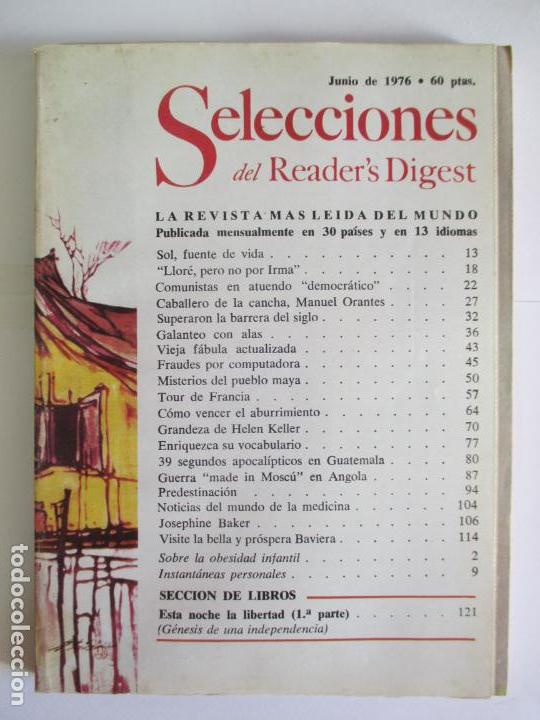 Junio de 1976 • 60 ptas.
Selecciones
del Reader's Digest
LA REVISTA MAS LEIDA DEL MUNDO
Publicada mensualmente en 30 países y en 13 idiomas
Sol, fuente de vida . . . . . . . . . . 13
"Lloré, pero no por Irma" . . . . . . . . 18
Comunistas en atuendo "democrático" . . . . . 22
Caballero de la cancha, Manuel Orantes . . . . . 27
Superaron la barrera del siglo . . . . . . . 32
Galanteo con alas . . . . . . . . . . 36
Vieja fábula actualizada . . . . . . . . 43
Fraudes por computadora . . . . . . . . 45
Misterios del pueblo maya . . . . . . . . 50
Tour de Francia . . . . . . . . . . 57
Cómo vencer el aburrimiento . . . . . . . 64
Grandeza de Helen Keller . . . . . . . . 70
Enriquezca su vocabulario . . . . . . . . 77
39 segundos apocalípticos en Guatemala . . . . 80
Guerra "made in Moscú" en Angola . . . . . 87
Predestinación . . . . . . . . . . 94
Noticias del mundo de la medicina . . . . . . 104
Josephine Baker . . . . . . . . . . 106
Visite la bella y próspera Baviera . . . . . . 114
Sobre la obesidad infantil . . . . . . . . 2
Instantáneas personales . . . . . . . . 9
SECCION DE LIBROS
Esta noche la libertad (1.ª parte) . . . . . . 121
(Génesis de una independencia)
todocoleccion.net